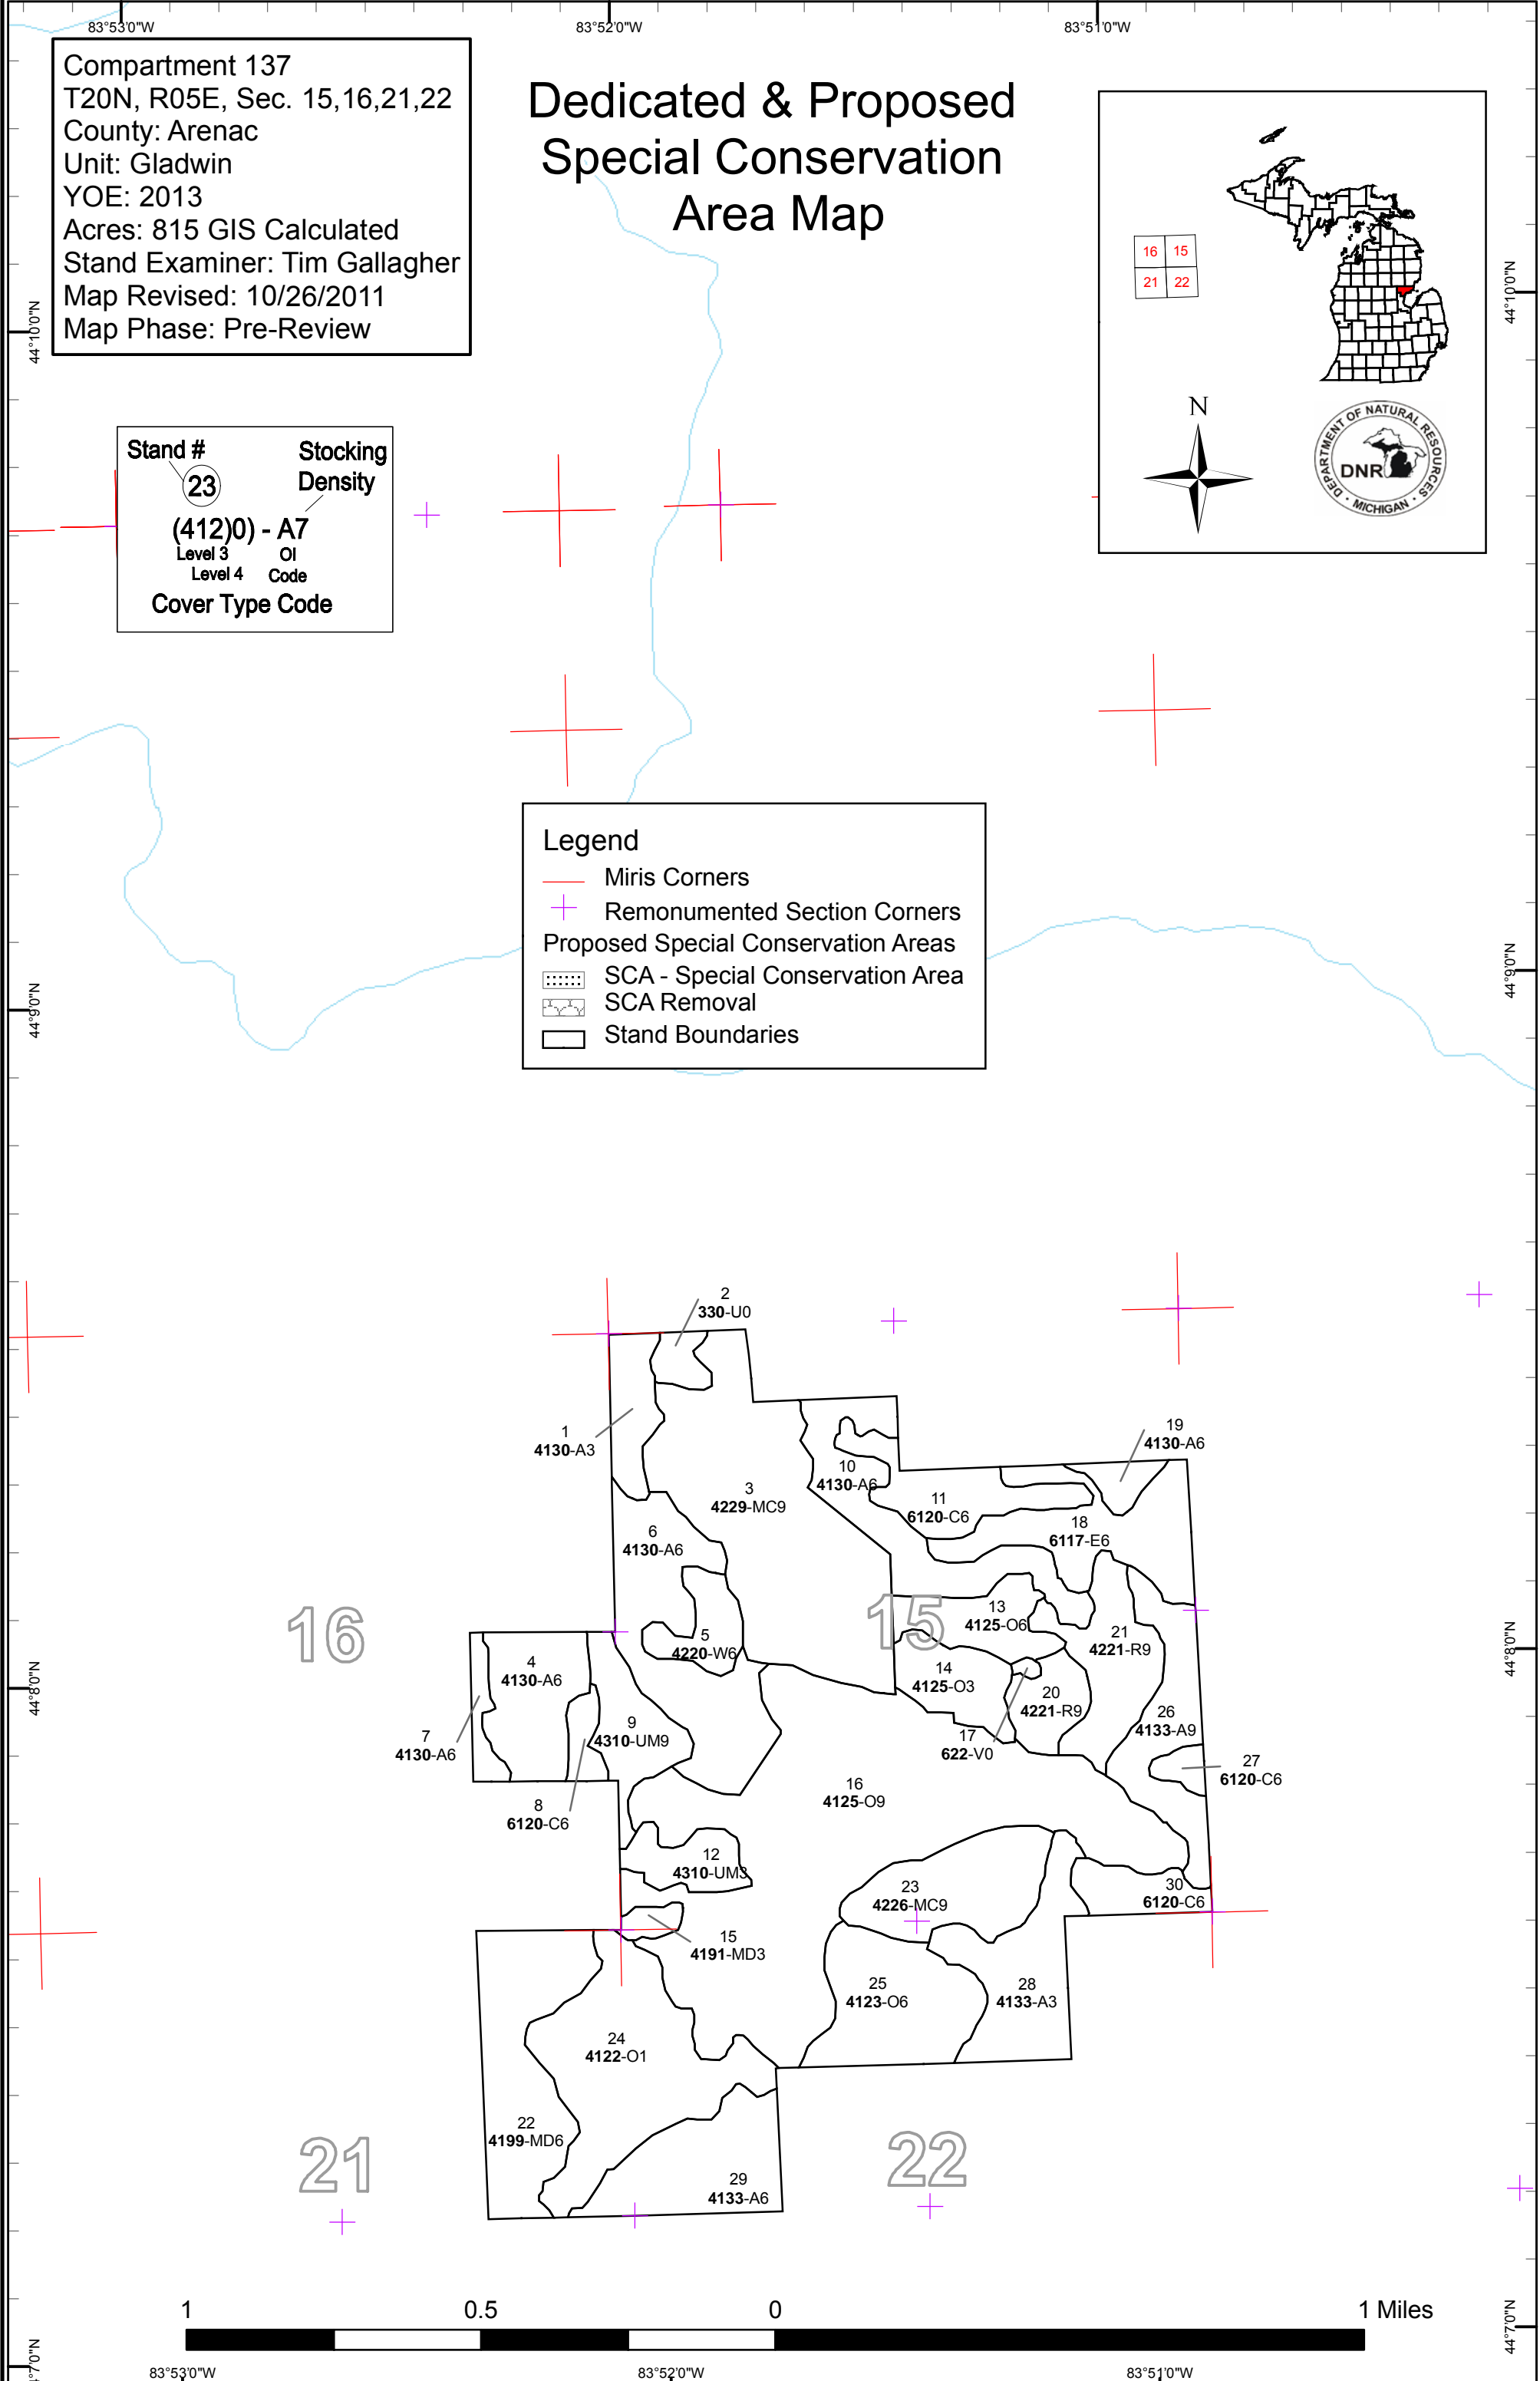 83°53'0"W
83°52'0"W
83°51'0"W
Compartment 137
T20N, R05E, Sec. 15,16,21,22
County: Arenac
Unit: Gladwin
YOE: 2013
Acres: 815 GIS Calculated
Stand Examiner: Tim Gallagher
Map Revised: 10/26/2011
Map Phase: Pre-Review
Dedicated & Proposed
Special Conservation
Area Map
16 15
21 22
N
DEPARTMENT OF NATURAL RESOURCES
DNR
• MICHIGAN •
44°10'0"N
44°10'0"N
Stand #
Stocking
Density
23
(412)0) - A7
Level 3
OI
Level 4
Code
Cover Type Code
Legend
Miris Corners
Remonumented Section Corners
Proposed Special Conservation Areas
SCA - Special Conservation Area
SCA Removal
Stand Boundaries
44°9'0"N
44°9'0"N
2
330-U0
1
4130-A3
19
4130-A6
10
4130-A6
3
4229-MC9
11
6120-C6
18
6117-E6
6
4130-A6
16
15
13
4125-O6
5
4220-W6
21
4221-R9
4
4130-A6
14
4125-O3
20
4221-R9
7
4130-A6
9
4310-UM9
17
622-V0
26
4133-A9
27
6120-C6
8
6120-C6
16
4125-O9
12
4310-UM3
23
4226-MC9
30
6120-C6
15
4191-MD3
25
4123-O6
28
4133-A3
24
4122-O1
22
4199-MD6
29
4133-A6
21
22
44°8'0"N
44°8'0"N
1
0.5
0
1 Miles
44°7'0"N
4°7'0"N
83°53'0"W
83°52'0"W
83°51'0"W